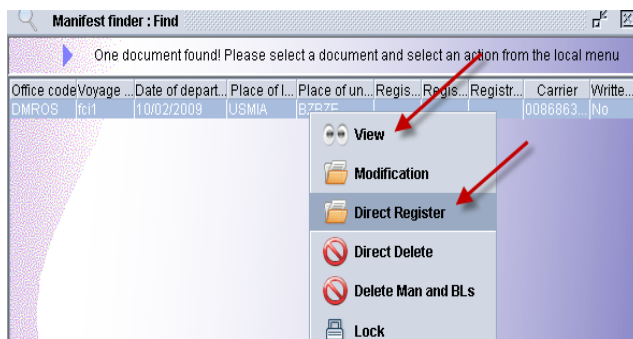 Manifest finder : Find
One document found! Please select a document and select an action from the local menu
Office code Voyage ... Date of depart... Place of l... Place of un... Regis... Regis... Registr... Carrier Writte...
DMROS fci1 10/02/2009 USMIA BZBZE 0086863... No
View
Modification
Direct Register
Direct Delete
Delete Man and BLs
Lock